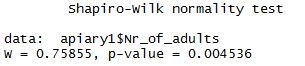 Shapiro-Wilk normality test
data:  apiary1$Nr_of_adults
W = 0.75855, p-value = 0.004536